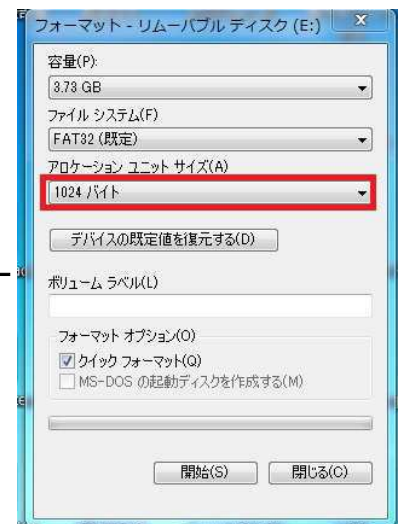 フォーマット - リムーバブル ディスク (E:)
容量(P):
3.73 GB
ファイル システム(F)
FAT32 (既定)
アロケーション ユニット サイズ(A)
1024 バイト
デバイスの既定値を復元する(D)
ボリューム ラベル(L)
フォーマット オプション(O)
クイック フォーマット(Q)
MS-DOS の起動ディスクを作成する(M)
開始(S)
閉じる(C)